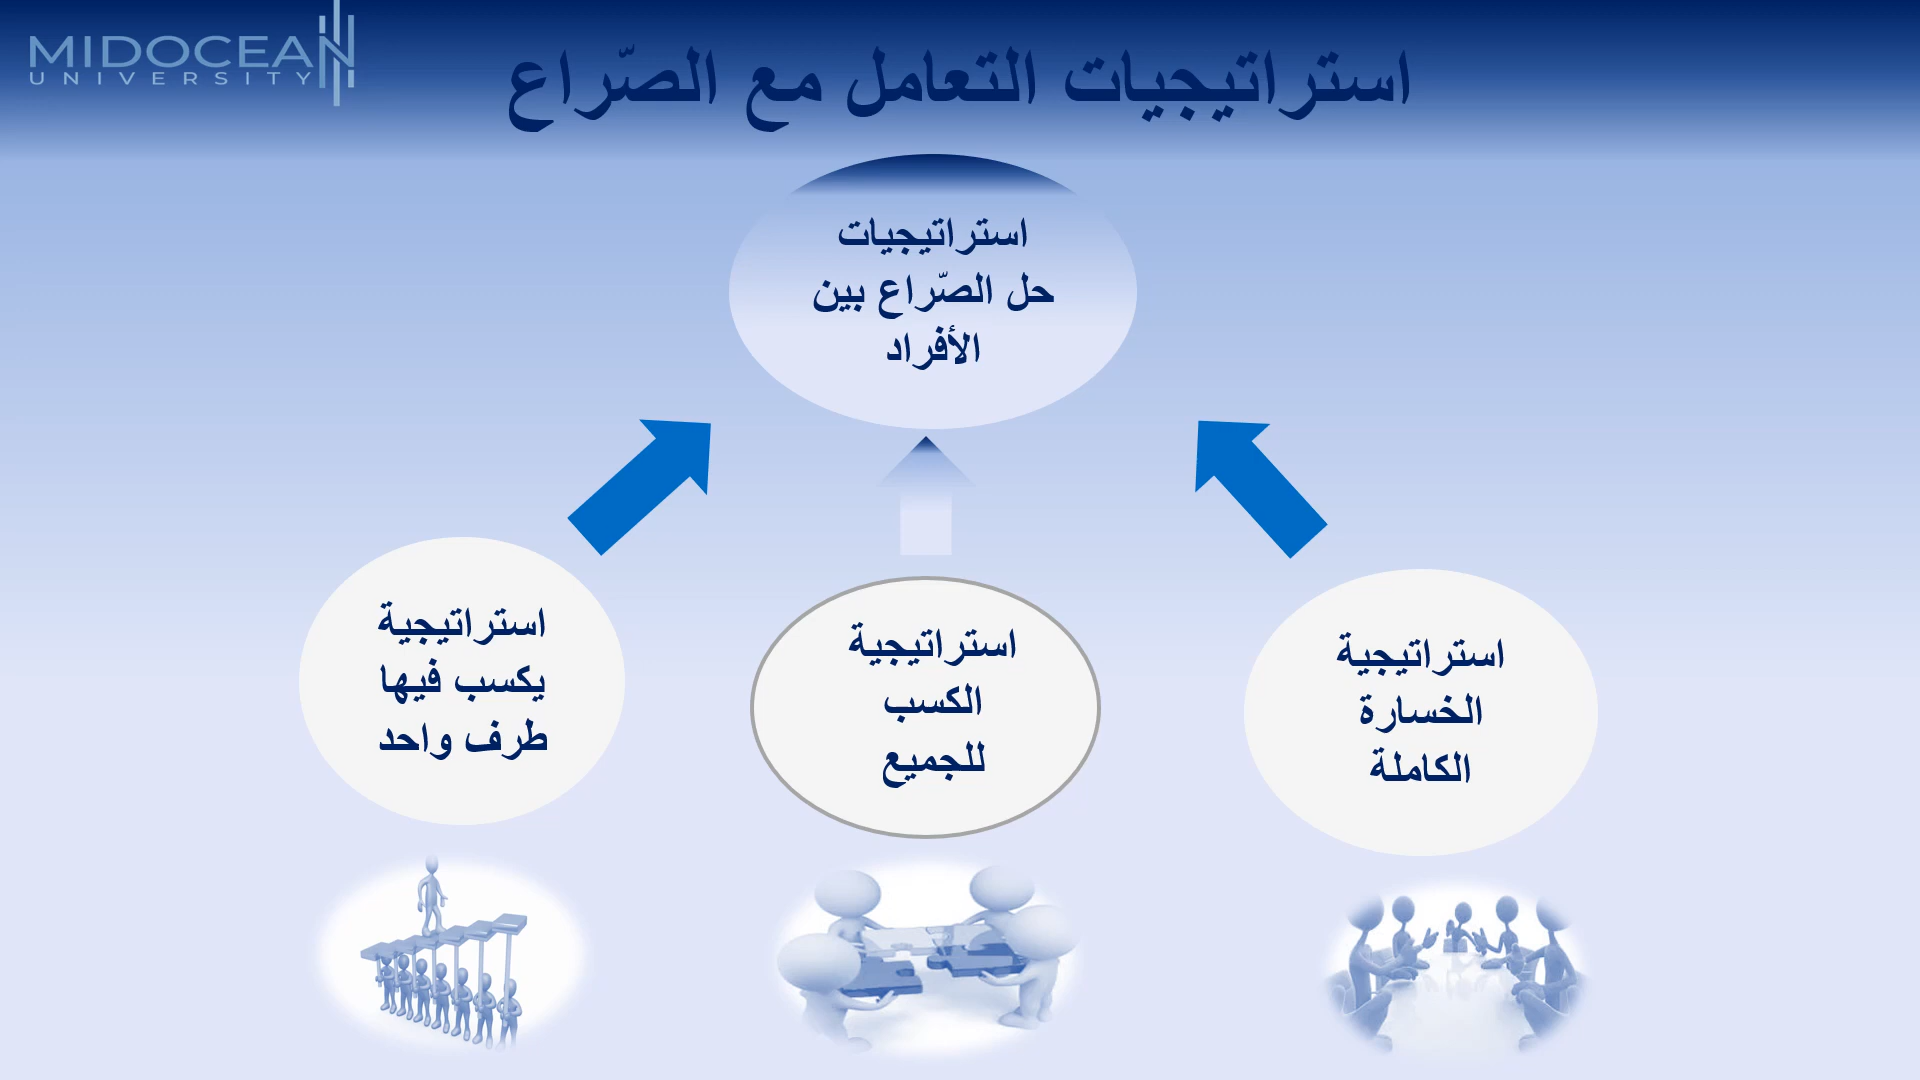 MIDOCEAN
UNIVERSITY
استراتيجيات التعامل مع الصّراع
استراتيجيات
حل الصّراع بين
الأفراد
استراتيجية
الخسارة
الكاملة
استراتيجية
الكسب
للجميع
استراتيجية
يكسب فيها
طرف واحد